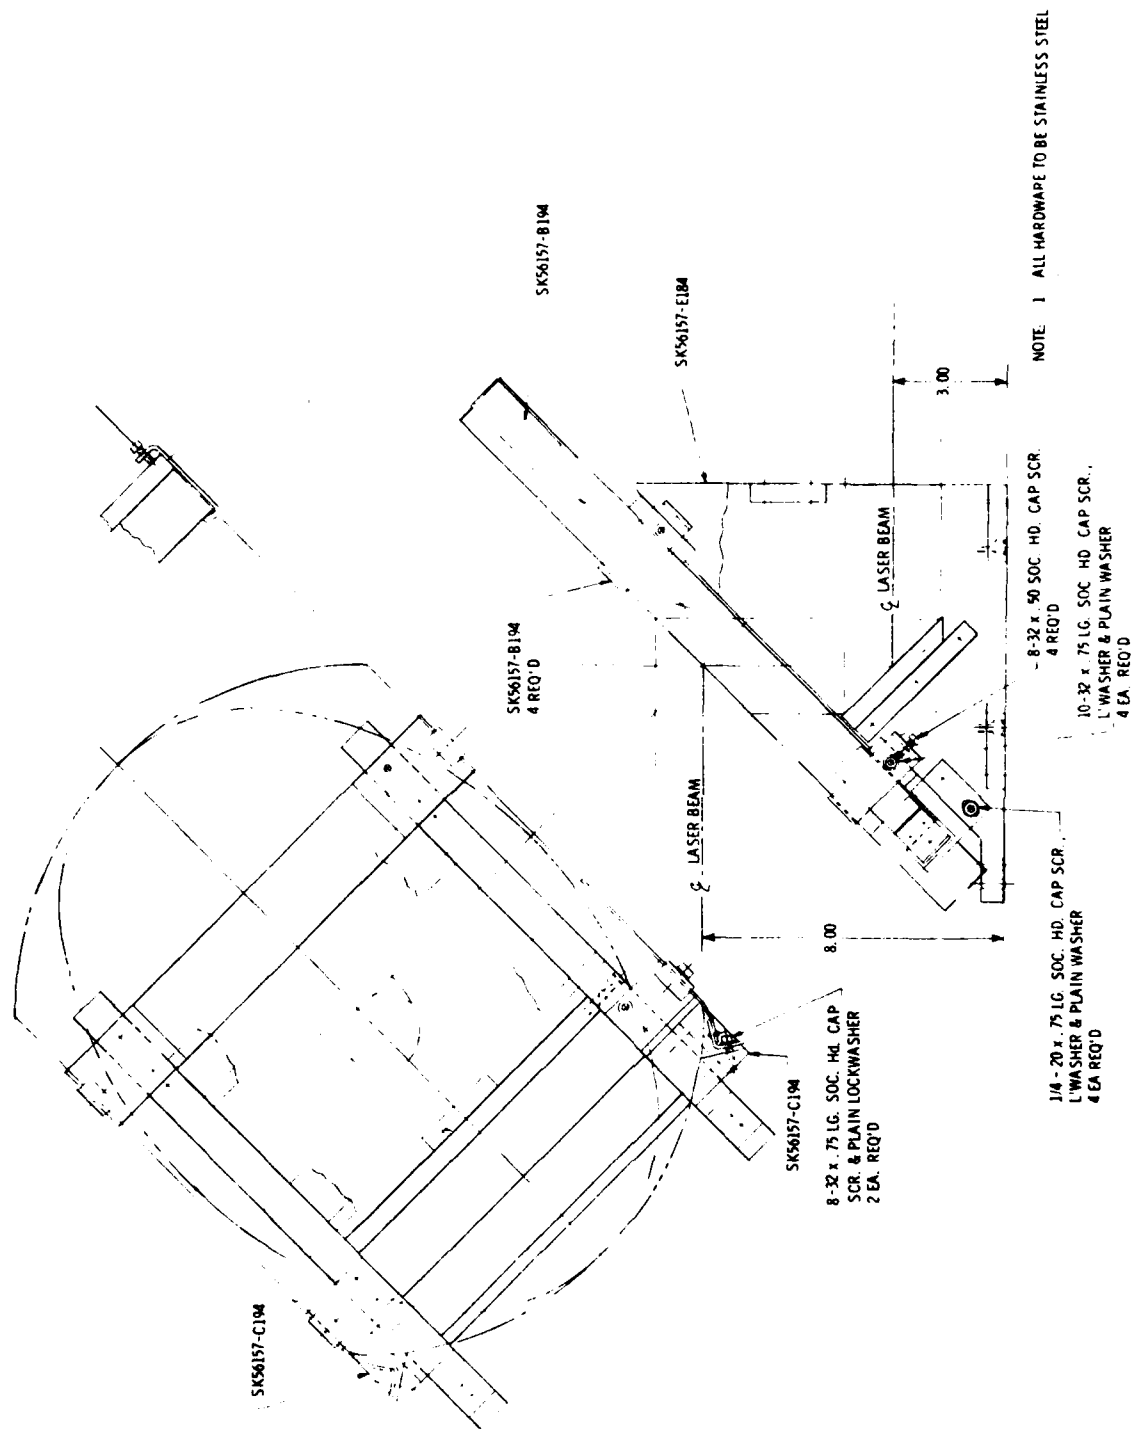 SK56157-C194
SK56157-B194
4 REQ'D
SK56157-B194
SK56157-E184
SK56157-C194
8-32 x .75 LG. SOC. Hd. CAP
SCR. & PLAIN LOCKWASHER
2 EA. REQ'D
℄ LASER BEAM
8.00
℄ LASER BEAM
3.00
1/4 - 20 x .75 LG. SOC. HD. CAP SCR.,
L'WASHER & PLAIN WASHER
4 EA REQ'D
8-32 x .50 SOC. HD. CAP SCR.
4 REQ'D
10-32 x .75 LG. SOC HD CAP SCR.,
L'WASHER & PLAIN WASHER
4 EA. REQ'D
NOTE: 1 ALL HARDWARE TO BE STAINLESS STEEL